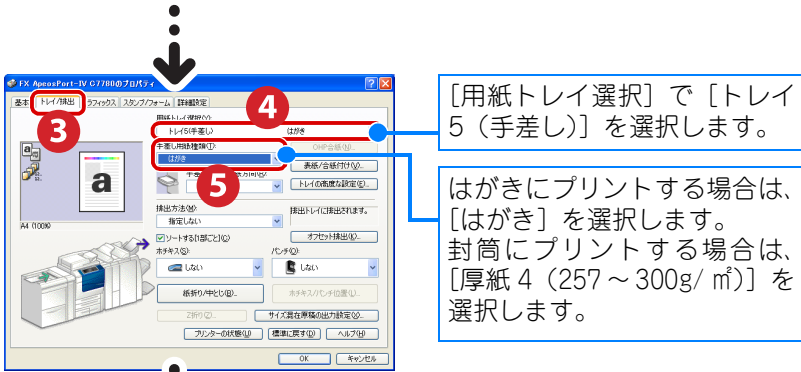 FX ApeosPort-IV C7780のプロパティ
基本 トレイ/排出 グラフィックス スタンプ/フォーム 詳細設定
3
4
用紙トレイ選択(Y):
トレイ5(手差し) はがき
手差し用紙種類(T): OHP合紙(N)...
はがき 表紙/合紙付け(V)...
5
トレイの高度な設定(E)...
a
A4 (100%)
排出方法(M):
指定しない 排出トレイに排出されます。
ソートする[1部ごと](C) オフセット排出(K)...
ホチキス(S): パンチ(O):
しない しない
紙折り/中とじ(B)... ホチキス/パンチ位置(L)...
Z折り(Z)... サイズ混在原稿の出力設定(X)...
プリンターの状態(U) 標準に戻す(D) ヘルプ(H)
OK キャンセル
［用紙トレイ選択］で［トレイ
5（手差し）］を選択します。
はがきにプリントする場合は、
［はがき］を選択します。
封筒にプリントする場合は、
［厚紙 4（257 ～ 300g/ ㎡）］を
選択します。